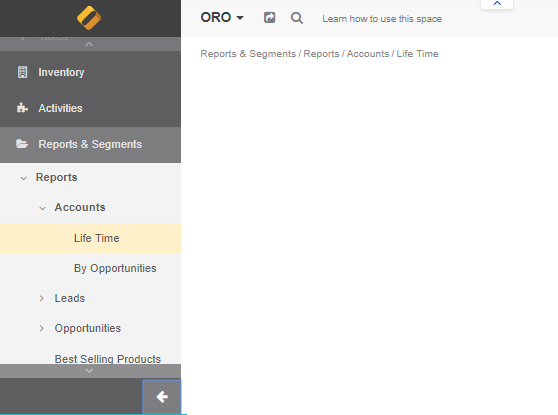 ORO
Learn how to use this space
Reports & Segments / Reports / Accounts / Life Time
Inventory
Activities
Reports & Segments
Reports
Accounts
Life Time
By Opportunities
Leads
Opportunities
Best Selling Products